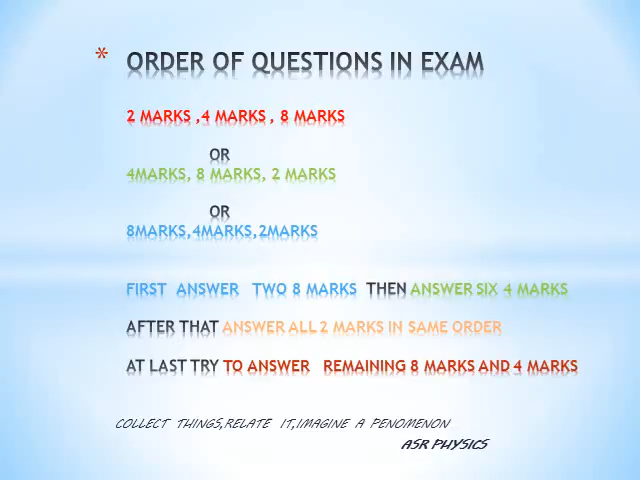 * ORDER OF QUESTIONS IN EXAM
2 MARKS ,4 MARKS , 8 MARKS
OR
4MARKS, 8 MARKS, 2 MARKS
OR
8MARKS,4MARKS,2MARKS
FIRST ANSWER TWO 8 MARKS THEN ANSWER SIX 4 MARKS
AFTER THAT ANSWER ALL 2 MARKS IN SAME ORDER
AT LAST TRY TO ANSWER REMAINING 8 MARKS AND 4 MARKS
COLLECT THINGS,RELATE IT,IMAGINE A PENOMENON
ASR PHYSICS